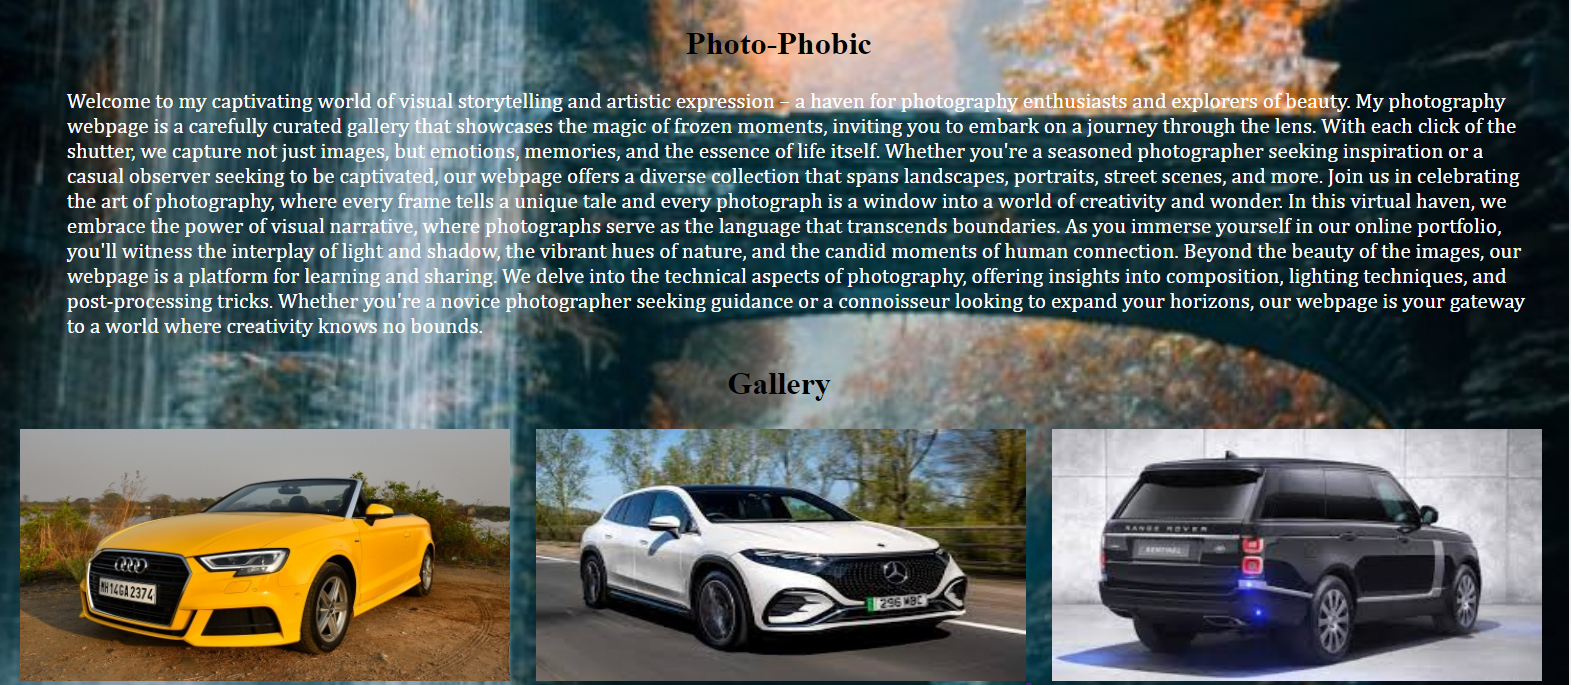 Photo-Phobic
Welcome to my captivating world of visual storytelling and artistic expression – a haven for photography enthusiasts and explorers of beauty. My photography
webpage is a carefully curated gallery that showcases the magic of frozen moments, inviting you to embark on a journey through the lens. With each click of the
shutter, we capture not just images, but emotions, memories, and the essence of life itself. Whether you're a seasoned photographer seeking inspiration or a
casual observer seeking to be captivated, our webpage offers a diverse collection that spans landscapes, portraits, street scenes, and more. Join us in celebrating
the art of photography, where every frame tells a unique tale and every photograph is a window into a world of creativity and wonder. In this virtual haven, we
embrace the power of visual narrative, where photographs serve as the language that transcends boundaries. As you immerse yourself in our online portfolio,
you'll witness the interplay of light and shadow, the vibrant hues of nature, and the candid moments of human connection. Beyond the beauty of the images, our
webpage is a platform for learning and sharing. We delve into the technical aspects of photography, offering insights into composition, lighting techniques, and
post-processing tricks. Whether you're a novice photographer seeking guidance or a connoisseur looking to expand your horizons, our webpage is your gateway
to a world where creativity knows no bounds.
Gallery
MH14GA2374
296 MBC
RANGE ROVER
SENTINEL